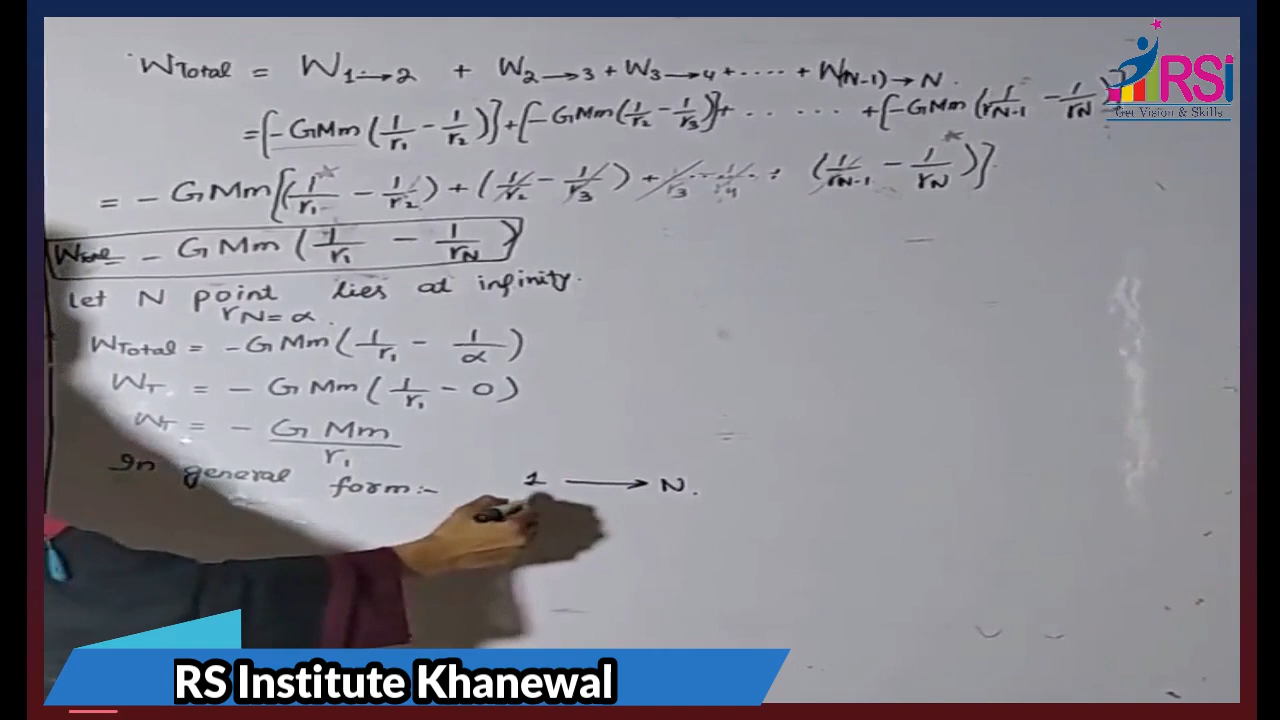 W Total = W1→2 + W2→3 + W3→4 + .... + W(N-1)→N.
= {-GMm (1/r1 - 1/r2)} + {-GMm (1/r2 - 1/r3)} + . . . . . . + {-GMm (1/rN-1 - 1/rN)}
= - GMm {(1/r1 - 1/r2) + (1/r2 - 1/r3) + 1/r3 - 1/r4 . : (1/rN-1 - 1/rN)}
WTotal = - GMm (1/r1 - 1/rN)
Let N point lies at infinity.
rN = α.
WTotal = -GMm (1/r1 - 1/α)
WT. = - GMm (1/r1 - 0)
WT = - GMm/r1
In general form:- 1 → N.
RSi
Get Vision & Skills
RS Institute Khanewal